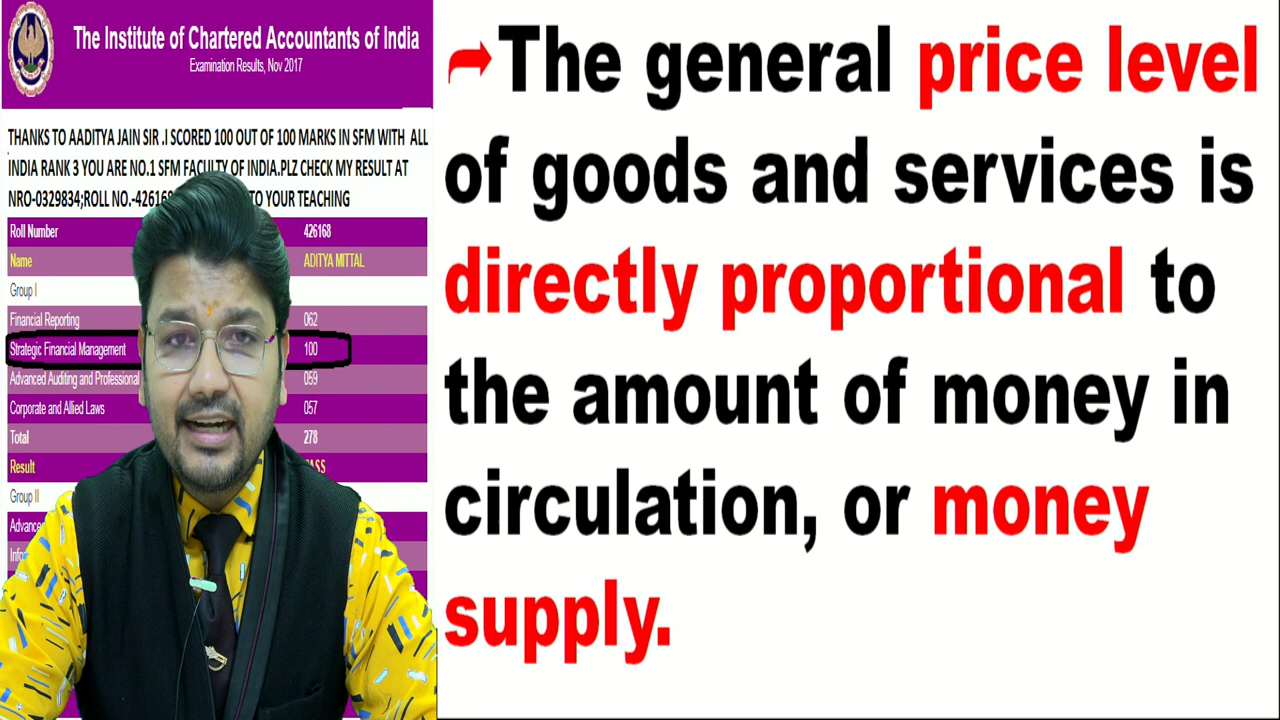 The Institute of Chartered Accountants of India
Examination Results, Nov 2017
THANKS TO AADITYA JAIN SIR .I SCORED 100 OUT OF 100 MARKS IN SFM WITH ALL
INDIA RANK 3 YOU ARE NO.1 SFM FACULTY OF INDIA.PLZ CHECK MY RESULT AT
NRO-0329834;ROLL NO.-426168 TO YOUR TEACHING
Roll Number 426168
Name ADITYA MITTAL
Group I
Financial Reporting 062
Strategic Financial Management 100
Advanced Auditing and Professional 059
Corporate and Allied Laws 057
Total 278
Result PASS
Group II
➦The general price level
of goods and services is
directly proportional to
the amount of money in
circulation, or money
supply.